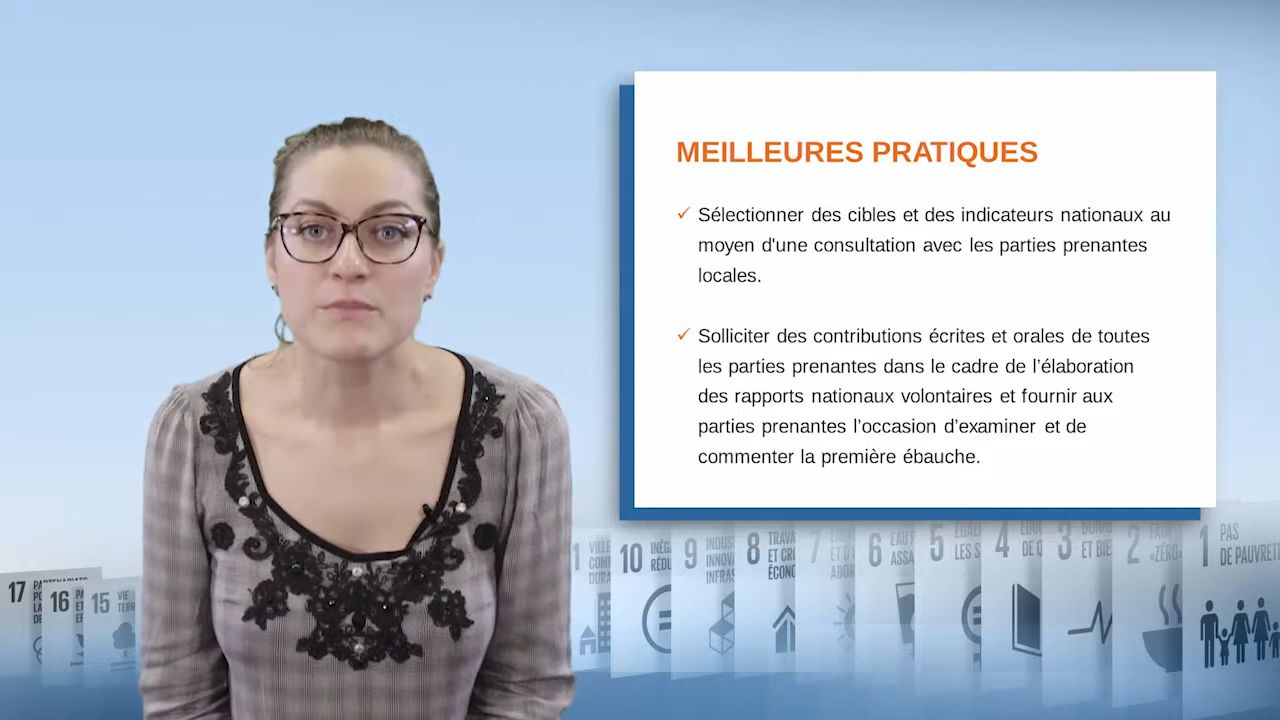 MEILLEURES PRATIQUES
✓ Sélectionner des cibles et des indicateurs nationaux au
moyen d'une consultation avec les parties prenantes
locales.
✓ Solliciter des contributions écrites et orales de toutes
les parties prenantes dans le cadre de l’élaboration
des rapports nationaux volontaires et fournir aux
parties prenantes l’occasion d’examiner et de
commenter la première ébauche.
17
16
15 VIE
10
9
8
7
6
5
4
3
2
1 PAS
DE PAUVRETÉ